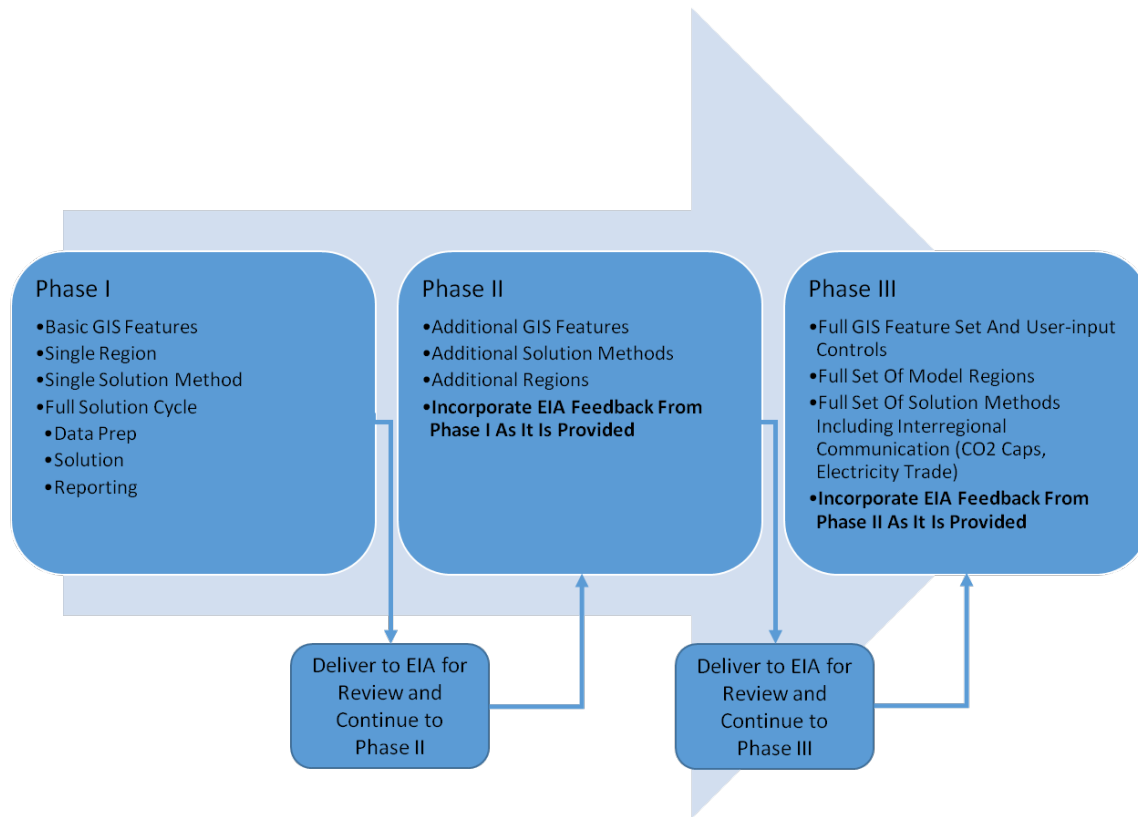 Phase I
•Basic GIS Features
•Single Region
•Single Solution Method
•Full Solution Cycle
•Data Prep
•Solution
•Reporting
Phase II
•Additional GIS Features
•Additional Solution Methods
•Additional Regions
•Incorporate EIA Feedback From
Phase I As It Is Provided
Phase III
•Full GIS Feature Set And User-input
Controls
•Full Set Of Model Regions
•Full Set Of Solution Methods
Including Interregional
Communication (CO2 Caps,
Electricity Trade)
•Incorporate EIA Feedback From
Phase II As It Is Provided
Deliver to EIA for
Review and
Continue to
Phase II
Deliver to EIA for
Review and
Continue to
Phase III